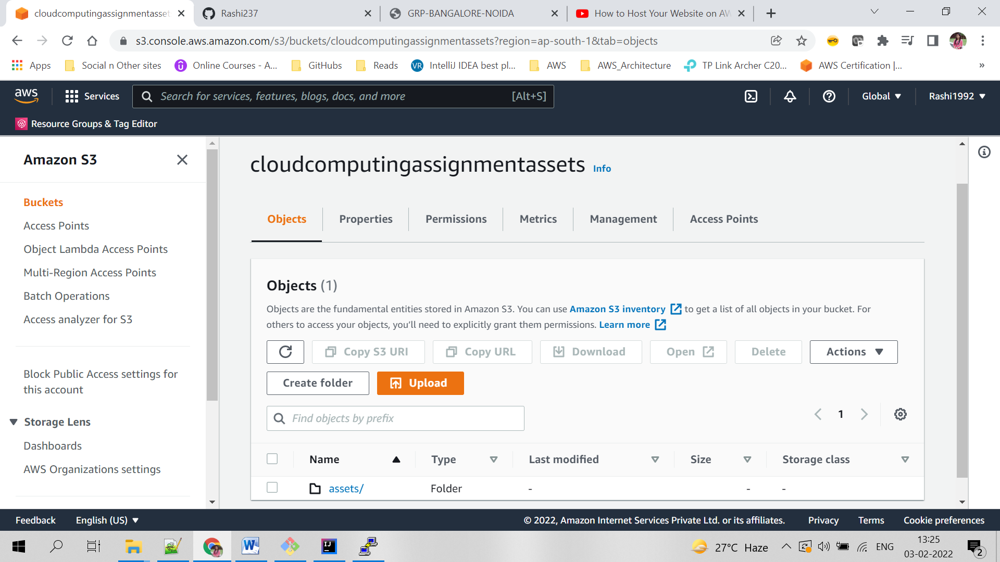 cloudcomputingassignmentasset
Rashi237
GRP-BANGALORE-NOIDA
How to Host Your Website on AW
s3.console.aws.amazon.com/s3/buckets/cloudcomputingassignmentassets?region=ap-south-1&tab=objects
Apps
Social n Other sites
Online Courses - A...
GitHubs
Reads
VR
IntelliJ IDEA best pl...
AWS
AWS_Architecture
TP Link Archer C20...
AWS Certification |...
»
aws
Services
Search for services, features, blogs, docs, and more
[Alt+S]
Global
Rashi1992
Resource Groups & Tag Editor
Amazon S3
Buckets
Access Points
Object Lambda Access Points
Multi-Region Access Points
Batch Operations
Access analyzer for S3
Block Public Access settings for
this account
Storage Lens
Dashboards
AWS Organizations settings
cloudcomputingassignmentassets Info
Objects
Properties
Permissions
Metrics
Management
Access Points
Objects (1)
Objects are the fundamental entities stored in Amazon S3. You can use Amazon S3 inventory to get a list of all objects in your bucket. For
others to access your objects, you’ll need to explicitly grant them permissions. Learn more
Copy S3 URI
Copy URL
Download
Open
Delete
Actions
Create folder
Upload
Find objects by prefix
1
Name
Type
Last modified
Size
Storage class
assets/
Folder
-
-
-
Feedback
English (US)
© 2022, Amazon Internet Services Private Ltd. or its affiliates.
Privacy
Terms
Cookie preferences
W
IJ
27°C Haze
ENG
13:25
03-02-2022
2